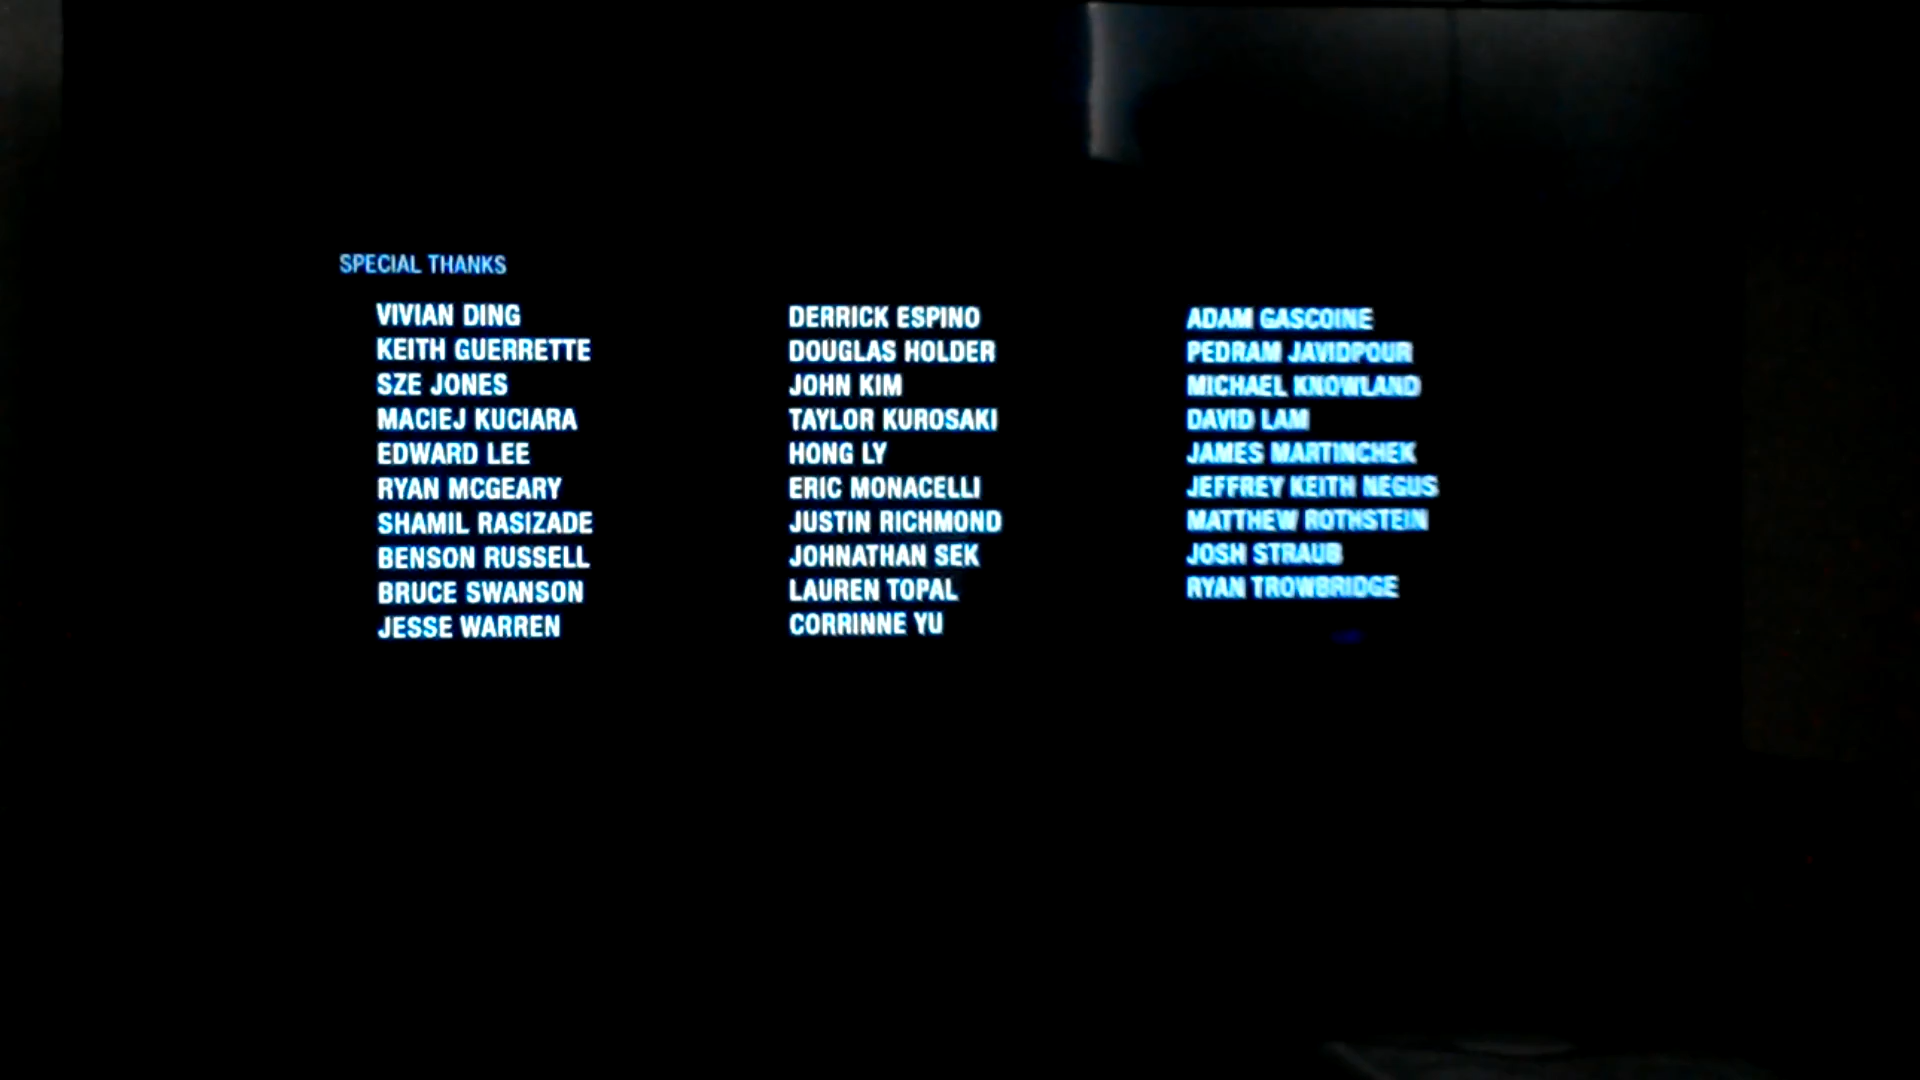 SPECIAL THANKS
VIVIAN DING
KEITH GUERRETTE
SZE JONES
MACIEJ KUCIARA
EDWARD LEE
RYAN MCGEARY
SHAMIL RASIZADE
BENSON RUSSELL
BRUCE SWANSON
JESSE WARREN
DERRICK ESPINO
DOUGLAS HOLDER
JOHN KIM
TAYLOR KUROSAKI
HONG LY
ERIC MONACELLI
JUSTIN RICHMOND
JOHNATHAN SEK
LAUREN TOPAL
CORRINNE YU
ADAM GASCOINE
PEDRAM JAVIDPOUR
MICHAEL KNOWLAND
DAVID LAM
JAMES MARTINCHEK
JEFFREY KEITH NEGUS
MATTHEW ROTHSTEIN
JOSH STRAUB
RYAN TROWBRIDGE